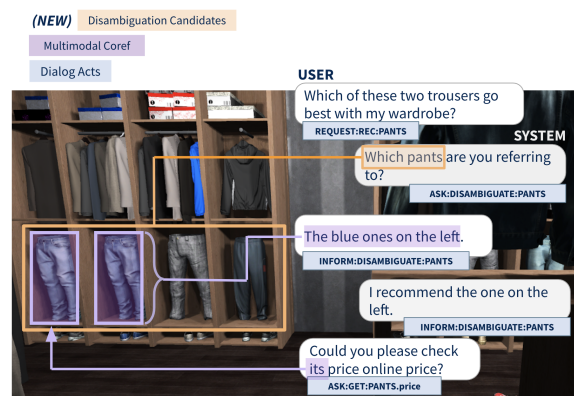 (NEW) Disambiguation Candidates
Multimodal Coref
Dialog Acts
USER
Which of these two trousers go
best with my wardrobe?
REQUEST:REC:PANTS
SYSTEM
Which pants are you referring
to?
ASK:DISAMBIGUATE:PANTS
The blue ones on the left.
INFORM:DISAMBIGUATE:PANTS
I recommend the one on the
left.
INFORM:DISAMBIGUATE:PANTS
Could you please check
its price online price?
ASK:GET:PANTS.price